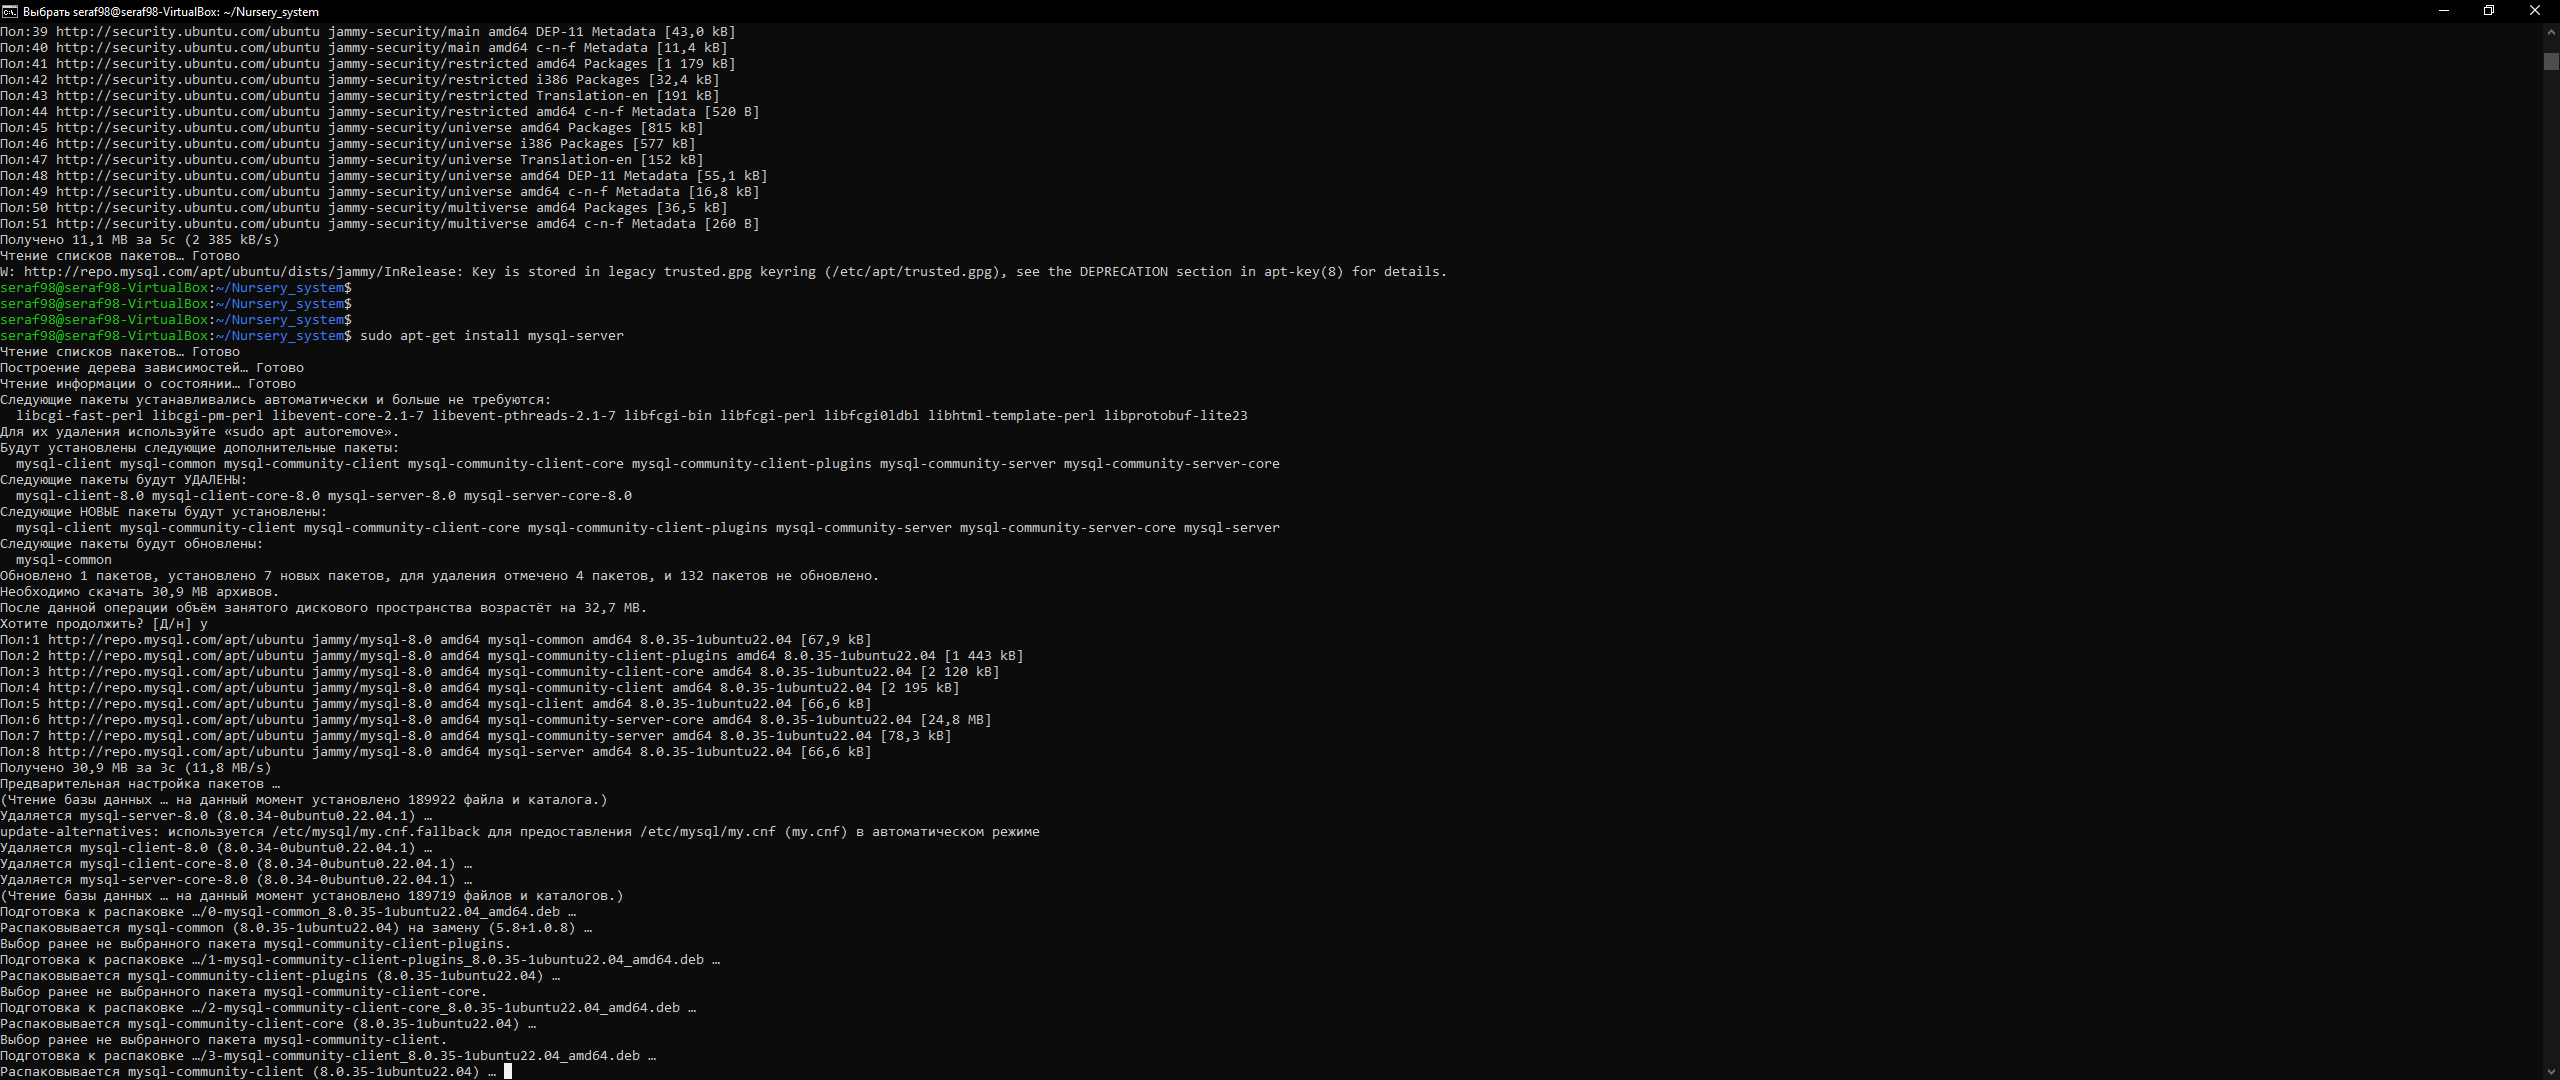 Выбрать seraf98@seraf98-VirtualBox: ~/Nursery_system
Пол:39 http://security.ubuntu.com/ubuntu jammy-security/main amd64 DEP-11 Metadata [43,0 kB]
Пол:40 http://security.ubuntu.com/ubuntu jammy-security/main amd64 c-n-f Metadata [11,4 kB]
Пол:41 http://security.ubuntu.com/ubuntu jammy-security/restricted amd64 Packages [1 179 kB]
Пол:42 http://security.ubuntu.com/ubuntu jammy-security/restricted i386 Packages [32,4 kB]
Пол:43 http://security.ubuntu.com/ubuntu jammy-security/restricted Translation-en [191 kB]
Пол:44 http://security.ubuntu.com/ubuntu jammy-security/restricted amd64 c-n-f Metadata [520 B]
Пол:45 http://security.ubuntu.com/ubuntu jammy-security/universe amd64 Packages [815 kB]
Пол:46 http://security.ubuntu.com/ubuntu jammy-security/universe i386 Packages [577 kB]
Пол:47 http://security.ubuntu.com/ubuntu jammy-security/universe Translation-en [152 kB]
Пол:48 http://security.ubuntu.com/ubuntu jammy-security/universe amd64 DEP-11 Metadata [55,1 kB]
Пол:49 http://security.ubuntu.com/ubuntu jammy-security/universe amd64 c-n-f Metadata [16,8 kB]
Пол:50 http://security.ubuntu.com/ubuntu jammy-security/multiverse amd64 Packages [36,5 kB]
Пол:51 http://security.ubuntu.com/ubuntu jammy-security/multiverse amd64 c-n-f Metadata [260 B]
Получено 11,1 MB за 5с (2 385 kB/s)
Чтение списков пакетов… Готово
W: http://repo.mysql.com/apt/ubuntu/dists/jammy/InRelease: Key is stored in legacy trusted.gpg keyring (/etc/apt/trusted.gpg), see the DEPRECATION section in apt-key(8) for details.
seraf98@seraf98-VirtualBox:~/Nursery_system$
seraf98@seraf98-VirtualBox:~/Nursery_system$
seraf98@seraf98-VirtualBox:~/Nursery_system$
seraf98@seraf98-VirtualBox:~/Nursery_system$ sudo apt-get install mysql-server
Чтение списков пакетов… Готово
Построение дерева зависимостей… Готово
Чтение информации о состоянии… Готово
Следующие пакеты устанавливались автоматически и больше не требуются:
  libcgi-fast-perl libcgi-pm-perl libevent-core-2.1-7 libevent-pthreads-2.1-7 libfcgi-bin libfcgi-perl libfcgi0ldbl libhtml-template-perl libprotobuf-lite23
Для их удаления используйте «sudo apt autoremove».
Будут установлены следующие дополнительные пакеты:
  mysql-client mysql-common mysql-community-client mysql-community-client-core mysql-community-client-plugins mysql-community-server mysql-community-server-core
Следующие пакеты будут УДАЛЕНЫ:
  mysql-client-8.0 mysql-client-core-8.0 mysql-server-8.0 mysql-server-core-8.0
Следующие НОВЫЕ пакеты будут установлены:
  mysql-client mysql-community-client mysql-community-client-core mysql-community-client-plugins mysql-community-server mysql-community-server-core mysql-server
Следующие пакеты будут обновлены:
  mysql-common
Обновлено 1 пакетов, установлено 7 новых пакетов, для удаления отмечено 4 пакетов, и 132 пакетов не обновлено.
Необходимо скачать 30,9 MB архивов.
После данной операции объём занятого дискового пространства возрастёт на 32,7 MB.
Хотите продолжить? [Д/н] y
Пол:1 http://repo.mysql.com/apt/ubuntu jammy/mysql-8.0 amd64 mysql-common amd64 8.0.35-1ubuntu22.04 [67,9 kB]
Пол:2 http://repo.mysql.com/apt/ubuntu jammy/mysql-8.0 amd64 mysql-community-client-plugins amd64 8.0.35-1ubuntu22.04 [1 443 kB]
Пол:3 http://repo.mysql.com/apt/ubuntu jammy/mysql-8.0 amd64 mysql-community-client-core amd64 8.0.35-1ubuntu22.04 [2 120 kB]
Пол:4 http://repo.mysql.com/apt/ubuntu jammy/mysql-8.0 amd64 mysql-community-client amd64 8.0.35-1ubuntu22.04 [2 195 kB]
Пол:5 http://repo.mysql.com/apt/ubuntu jammy/mysql-8.0 amd64 mysql-client amd64 8.0.35-1ubuntu22.04 [66,6 kB]
Пол:6 http://repo.mysql.com/apt/ubuntu jammy/mysql-8.0 amd64 mysql-community-server-core amd64 8.0.35-1ubuntu22.04 [24,8 MB]
Пол:7 http://repo.mysql.com/apt/ubuntu jammy/mysql-8.0 amd64 mysql-community-server amd64 8.0.35-1ubuntu22.04 [78,3 kB]
Пол:8 http://repo.mysql.com/apt/ubuntu jammy/mysql-8.0 amd64 mysql-server amd64 8.0.35-1ubuntu22.04 [66,6 kB]
Получено 30,9 MB за 3с (11,8 MB/s)
Предварительная настройка пакетов …
(Чтение базы данных … на данный момент установлено 189922 файла и каталога.)
Удаляется mysql-server-8.0 (8.0.34-0ubuntu0.22.04.1) …
update-alternatives: используется /etc/mysql/my.cnf.fallback для предоставления /etc/mysql/my.cnf (my.cnf) в автоматическом режиме
Удаляется mysql-client-8.0 (8.0.34-0ubuntu0.22.04.1) …
Удаляется mysql-client-core-8.0 (8.0.34-0ubuntu0.22.04.1) …
Удаляется mysql-server-core-8.0 (8.0.34-0ubuntu0.22.04.1) …
(Чтение базы данных … на данный момент установлено 189719 файлов и каталогов.)
Подготовка к распаковке …/0-mysql-common_8.0.35-1ubuntu22.04_amd64.deb …
Распаковывается mysql-common (8.0.35-1ubuntu22.04) на замену (5.8+1.0.8) …
Выбор ранее не выбранного пакета mysql-community-client-plugins.
Подготовка к распаковке …/1-mysql-community-client-plugins_8.0.35-1ubuntu22.04_amd64.deb …
Распаковывается mysql-community-client-plugins (8.0.35-1ubuntu22.04) …
Выбор ранее не выбранного пакета mysql-community-client-core.
Подготовка к распаковке …/2-mysql-community-client-core_8.0.35-1ubuntu22.04_amd64.deb …
Распаковывается mysql-community-client-core (8.0.35-1ubuntu22.04) …
Выбор ранее не выбранного пакета mysql-community-client.
Подготовка к распаковке …/3-mysql-community-client_8.0.35-1ubuntu22.04_amd64.deb …
Распаковывается mysql-community-client (8.0.35-1ubuntu22.04) …